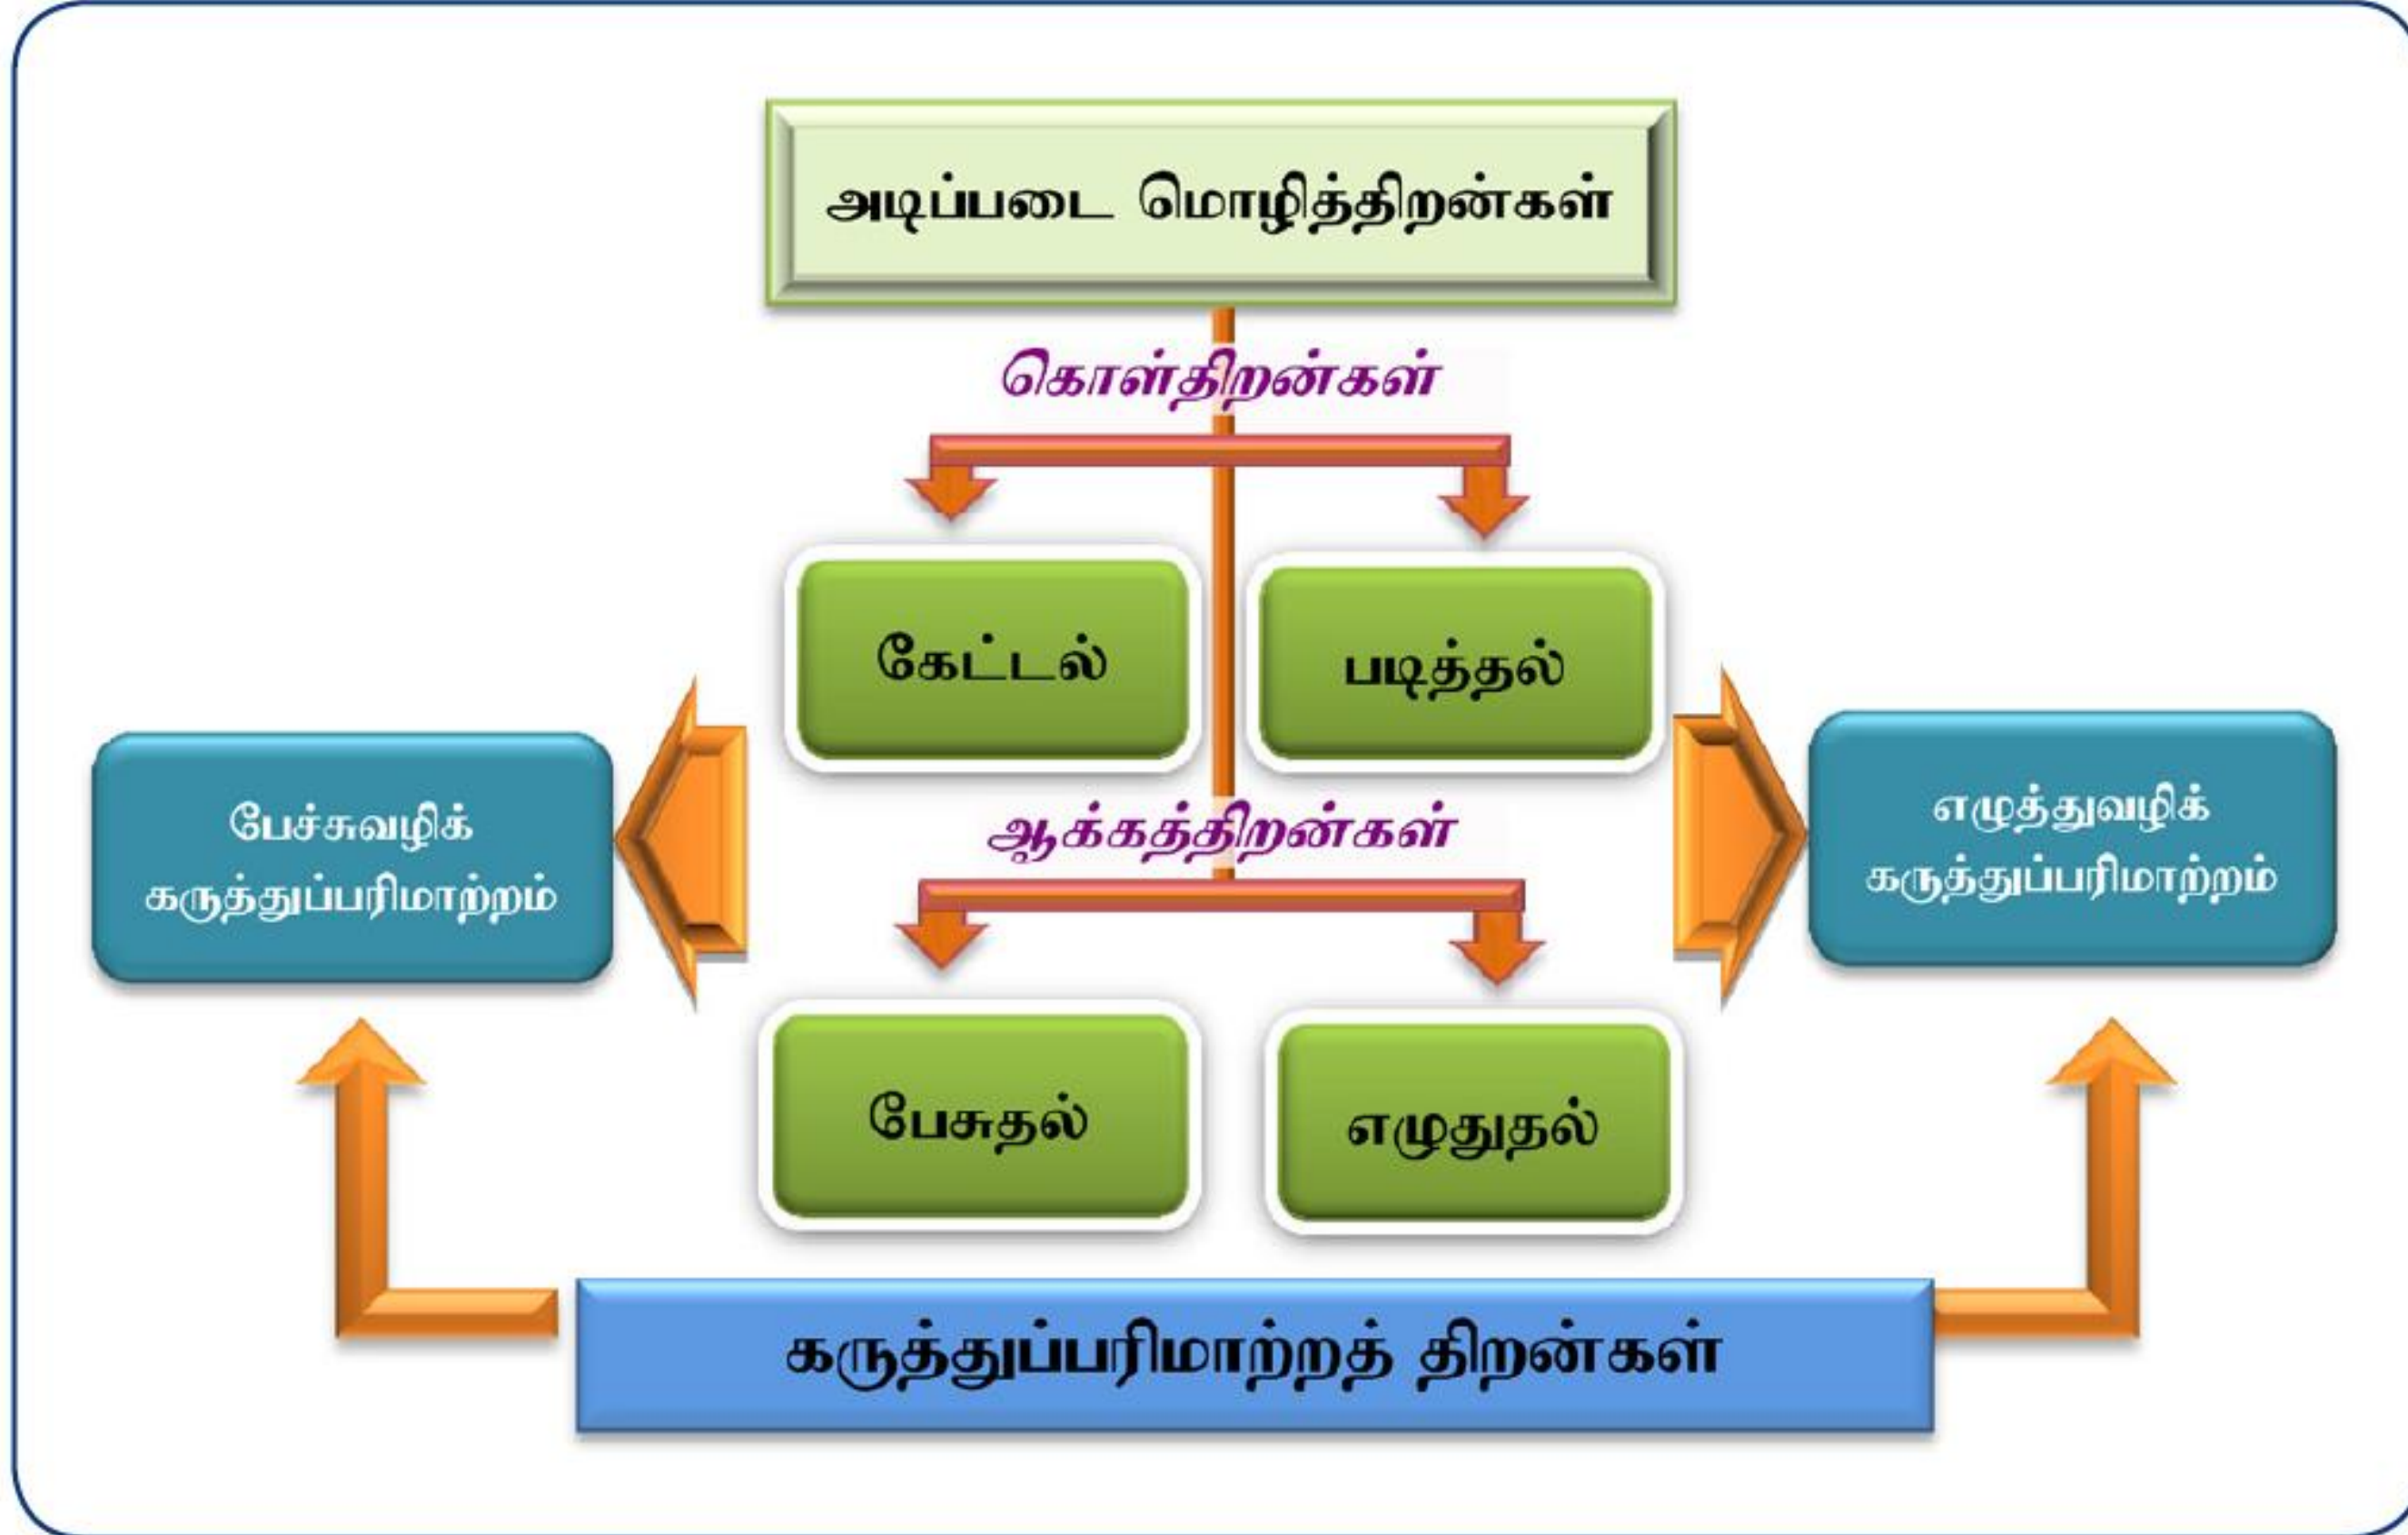 அடிப்படை மொழித்திறன்கள்
கொள்திறன்கள்
கேட்டல்
படித்தல்
பேச்சுவழிக்
கருத்துப்பரிமாற்றம்
எழுத்துவழிக்
கருத்துப்பரிமாற்றம்
ஆக்கத்திறன்கள்
பேசுதல்
எழுதுதல்
கருத்துப்பரிமாற்றத் திறன்கள்